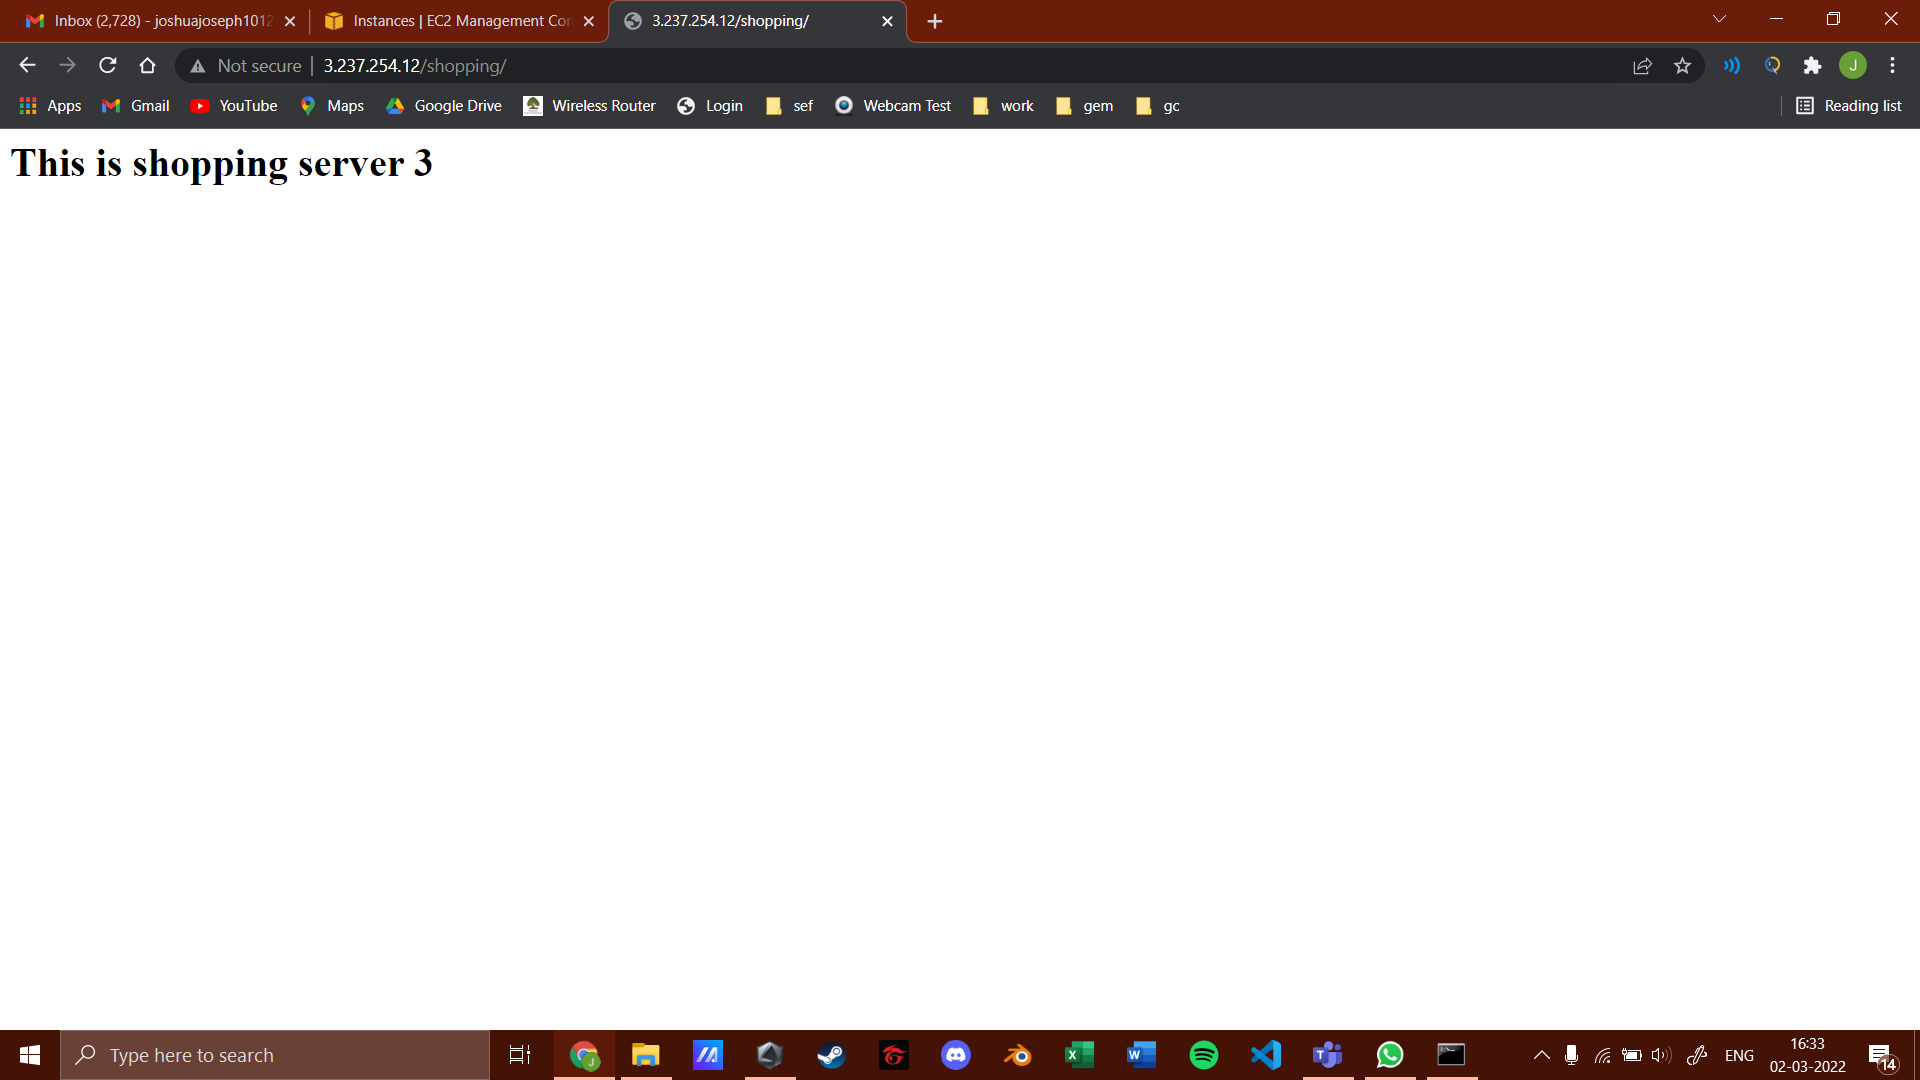 Inbox (2,728) - joshuajoseph1012
Instances | EC2 Management Con
3.237.254.12/shopping/
Not secure
3.237.254.12/shopping/
J
Apps
Gmail
YouTube
Maps
Google Drive
Wireless Router
Login
sef
Webcam Test
work
gem
gc
Reading list
This is shopping server 3
Type here to search
ENG
16:33
02-03-2022
14